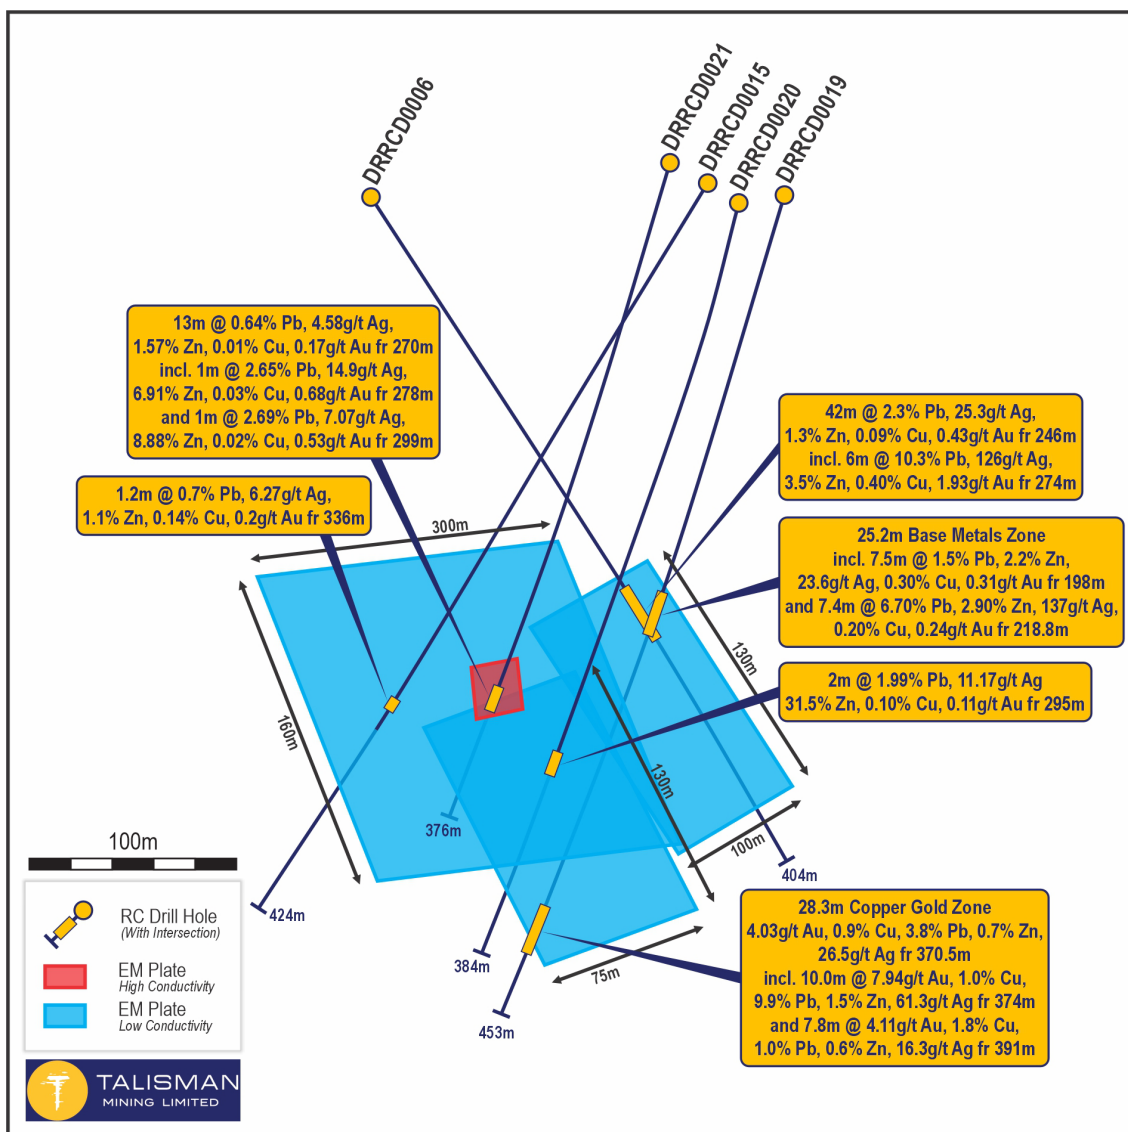 DRRCD0006
DRRCD0021
DRRCD0015
DRRCD0020
DRRCD0019
13m @ 0.64% Pb, 4.58g/t Ag,
1.57% Zn, 0.01% Cu, 0.17g/t Au fr 270m
incl. 1m @ 2.65% Pb, 14.9g/t Ag,
6.91% Zn, 0.03% Cu, 0.68g/t Au fr 278m
and 1m @ 2.69% Pb, 7.07g/t Ag,
8.88% Zn, 0.02% Cu, 0.53g/t Au fr 299m
1.2m @ 0.7% Pb, 6.27g/t Ag,
1.1% Zn, 0.14% Cu, 0.2g/t Au fr 336m
42m @ 2.3% Pb, 25.3g/t Ag,
1.3% Zn, 0.09% Cu, 0.43g/t Au fr 246m
incl. 6m @ 10.3% Pb, 126g/t Ag,
3.5% Zn, 0.40% Cu, 1.93g/t Au fr 274m
25.2m Base Metals Zone
incl. 7.5m @ 1.5% Pb, 2.2% Zn,
23.6g/t Ag, 0.30% Cu, 0.31g/t Au fr 198m
and 7.4m @ 6.70% Pb, 2.90% Zn, 137g/t Ag,
0.20% Cu, 0.24g/t Au fr 218.8m
2m @ 1.99% Pb, 11.17g/t Ag
31.5% Zn, 0.10% Cu, 0.11g/t Au fr 295m
28.3m Copper Gold Zone
4.03g/t Au, 0.9% Cu, 3.8% Pb, 0.7% Zn,
26.5g/t Ag fr 370.5m
incl. 10.0m @ 7.94g/t Au, 1.0% Cu,
9.9% Pb, 1.5% Zn, 61.3g/t Ag fr 374m
and 7.8m @ 4.11g/t Au, 1.8% Cu,
1.0% Pb, 0.6% Zn, 16.3g/t Ag fr 391m
300m
160m
130m
130m
100m
75m
376m
404m
424m
384m
453m
100m
RC Drill Hole
(With Intersection)
EM Plate
High Conductivity
EM Plate
Low Conductivity
TALISMAN
MINING LIMITED